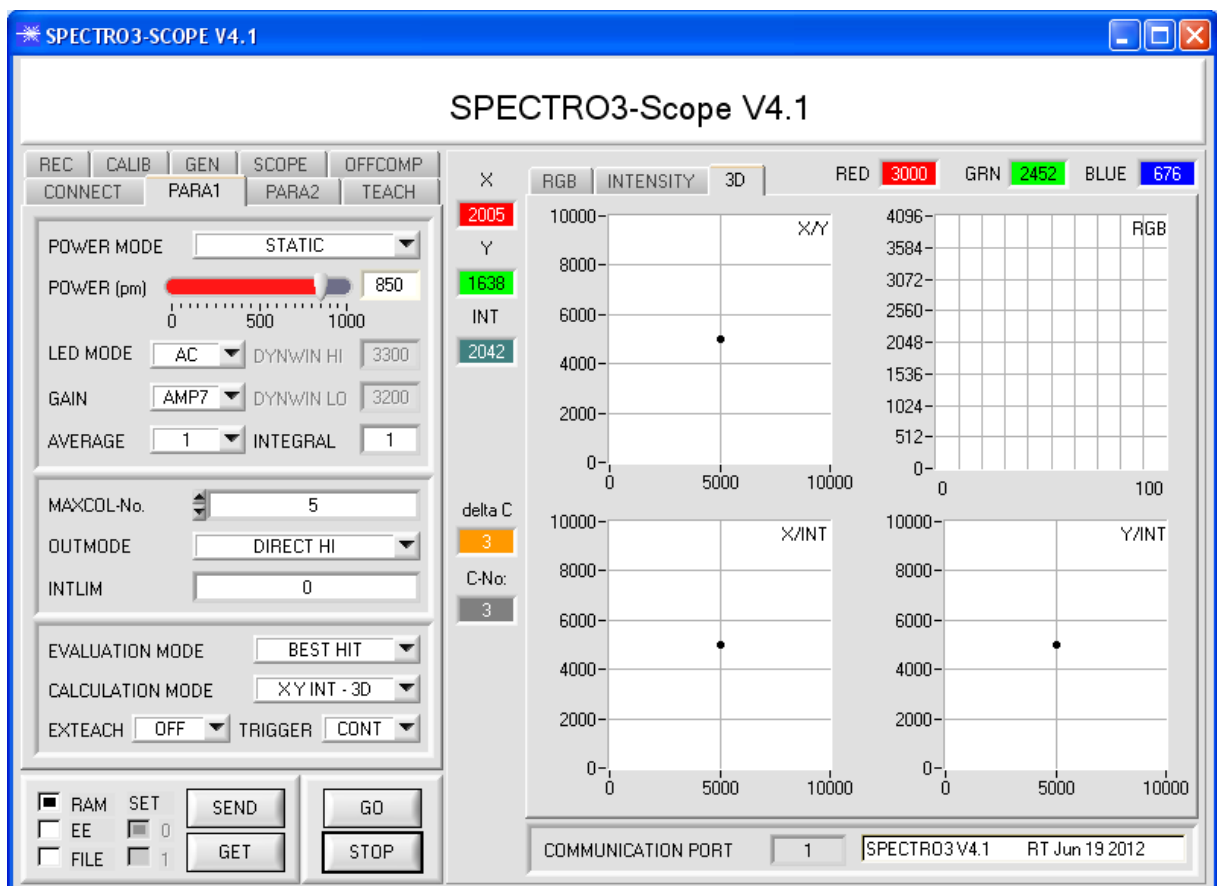 SPECTRO3-SCOPE V4.1
SPECTRO3-Scope V4.1
REC CALIB GEN SCOPE OFFCOMP
CONNECT PARA1 PARA2 TEACH
POWER MODE STATIC
POWER (pm) 850
0 500 1000
LED MODE AC DYNWIN HI 3300
GAIN AMP7 DYNWIN LO 3200
AVERAGE 1 INTEGRAL 1
MAXCOL-No. 5
OUTMODE DIRECT HI
INTLIM 0
EVALUATION MODE BEST HIT
CALCULATION MODE X Y INT - 3D
EXTEACH OFF TRIGGER CONT
RAM SET SEND GO
EE 0
FILE 1 GET STOP
X
2005
Y
1638
INT
2042
delta C
3
C-No:
3
RGB INTENSITY 3D RED 3000 GRN 2452 BLUE 676
X/Y
10000
8000
6000
4000
2000
0
0 5000 10000
RGB
4096
3584
3072
2560
2048
1536
1024
512
0
0 100
X/INT
10000
8000
6000
4000
2000
0
0 5000 10000
Y/INT
10000
8000
6000
4000
2000
0
0 5000 10000
COMMUNICATION PORT 1 SPECTRO3 V4.1 RT Jun 19 2012